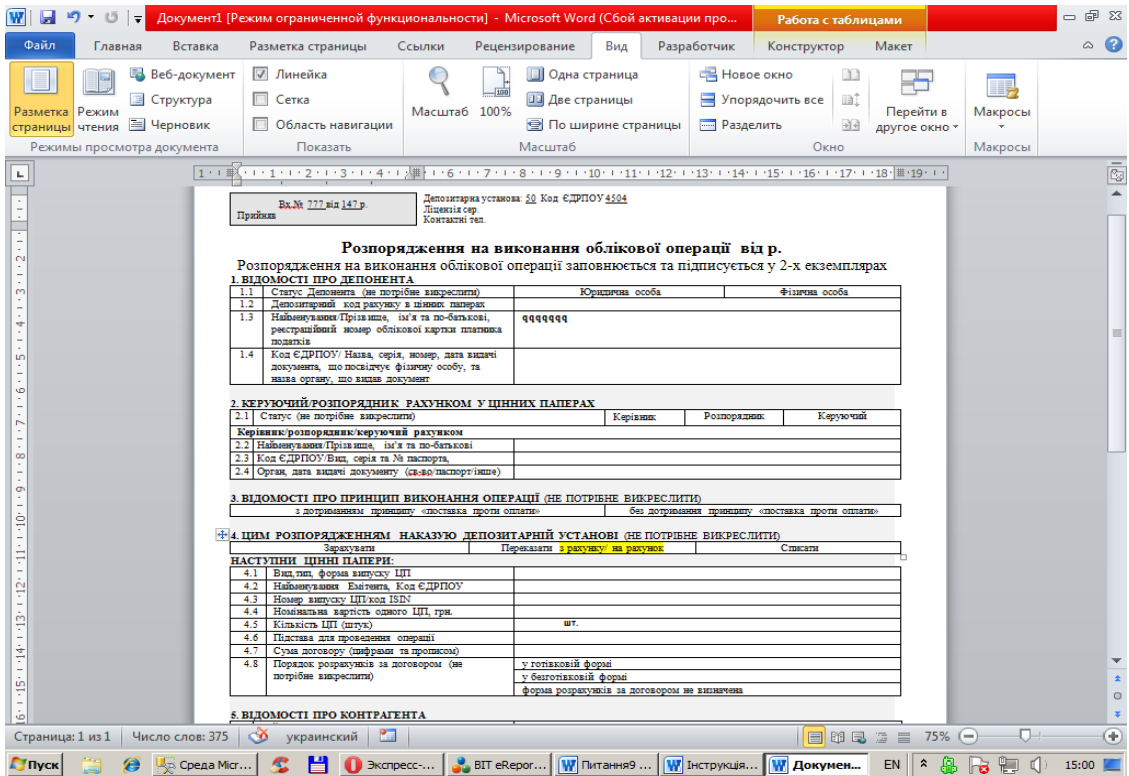 Документ1 [Режим ограниченной функциональности] - Microsoft Word (Сбой активации про...
Работа с таблицами
Файл Главная Вставка Разметка страницы Ссылки Рецензирование Вид Разработчик Конструктор Макет
Разметка страницы
Режим чтения
Веб-документ
Структура
Черновик
Режимы просмотра документа
Линейка
Сетка
Область навигации
Показать
Масштаб
100%
Одна страница
Две страницы
По ширине страницы
Масштаб
Новое окно
Упорядочить все
Разделить
Перейти в другое окно
Окно
Макросы
Макросы
Вх.№ 777 від 147 р.
Прийняв
Депозитарна установа: 50 Код ЄДРПОУ 4504
Ліцензія сер.
Контактні тел.
Розпорядження на виконання облікової операції від р.
Розпорядження на виконання облікової операції заповнюється та підписується у 2-х екземплярах
1. ВІДОМОСТІ ПРО ДЕПОНЕНТА
1.1 Статус Депонента (не потрібне викреслити) Юридична особа Фізична особа
1.2 Депозитарний код рахунку в цінних паперах
1.3 Найменування/Прізвище, ім'я та по-батькові, qqqqqqq
реєстраційний номер облікової картки платника
податків
1.4 Код ЄДРПОУ/ Назва, серія, номер, дата видачі
документа, що посвідчує фізичну особу, та
назва органу, що видав документ
2. КЕРУЮЧИЙ/РОЗПОРЯДНИК РАХУНКОМ У ЦІННИХ ПАПЕРАХ
2.1 Статус (не потрібне викреслити) Керівник Розпорядник Керуючий
Керівник/розпорядник/керуючий рахунком
2.2 Найменування/Прізвище, ім'я та по-батькові
2.3 Код ЄДРПОУ/Вид, серія та № паспорта,
2.4 Орган, дата видачі документу (св-во/паспорт/інше)
3. ВІДОМОСТІ ПРО ПРИНЦИП ВИКОНАННЯ ОПЕРАЦІЇ (НЕ ПОТРІБНЕ ВИКРЕСЛИТИ)
з дотриманням принципу «поставка проти оплати» без дотримання принципу «поставка проти оплати»
4. ЦИМ РОЗПОРЯДЖЕННЯМ НАКАЗУЮ ДЕПОЗИТАРНІЙ УСТАНОВІ (НЕ ПОТРІБНЕ ВИКРЕСЛИТИ)
Зарахувати Переказати з рахунку/ на рахунок Списати
НАСТУПНИ ЦІННІ ПАПЕРИ:
4.1 Вид,тип, форма випуску ЦП
4.2 Найменування Емітента, Код ЄДРПОУ
4.3 Номер випуску ЦП/код ISIN
4.4 Номінальна вартість одного ЦП, грн.
4.5 Кількість ЦП (штук) шт.
4.6 Підстава для проведення операції
4.7 Сума договору (цифрами та прописом)
4.8 Порядок розрахунків за договором (не у готівковій формі
потрібне викреслити) у безготівковій формі
форма розрахунків за договором не визначена
5. ВІДОМОСТІ ПРО КОНТРАГЕНТА
Страница: 1 из 1 Число слов: 375 украинский 75%
Пуск Среда Micr... Экспресс-... BIT eRepor... Питання9 ... Інструкція... Докумен... EN 15:00